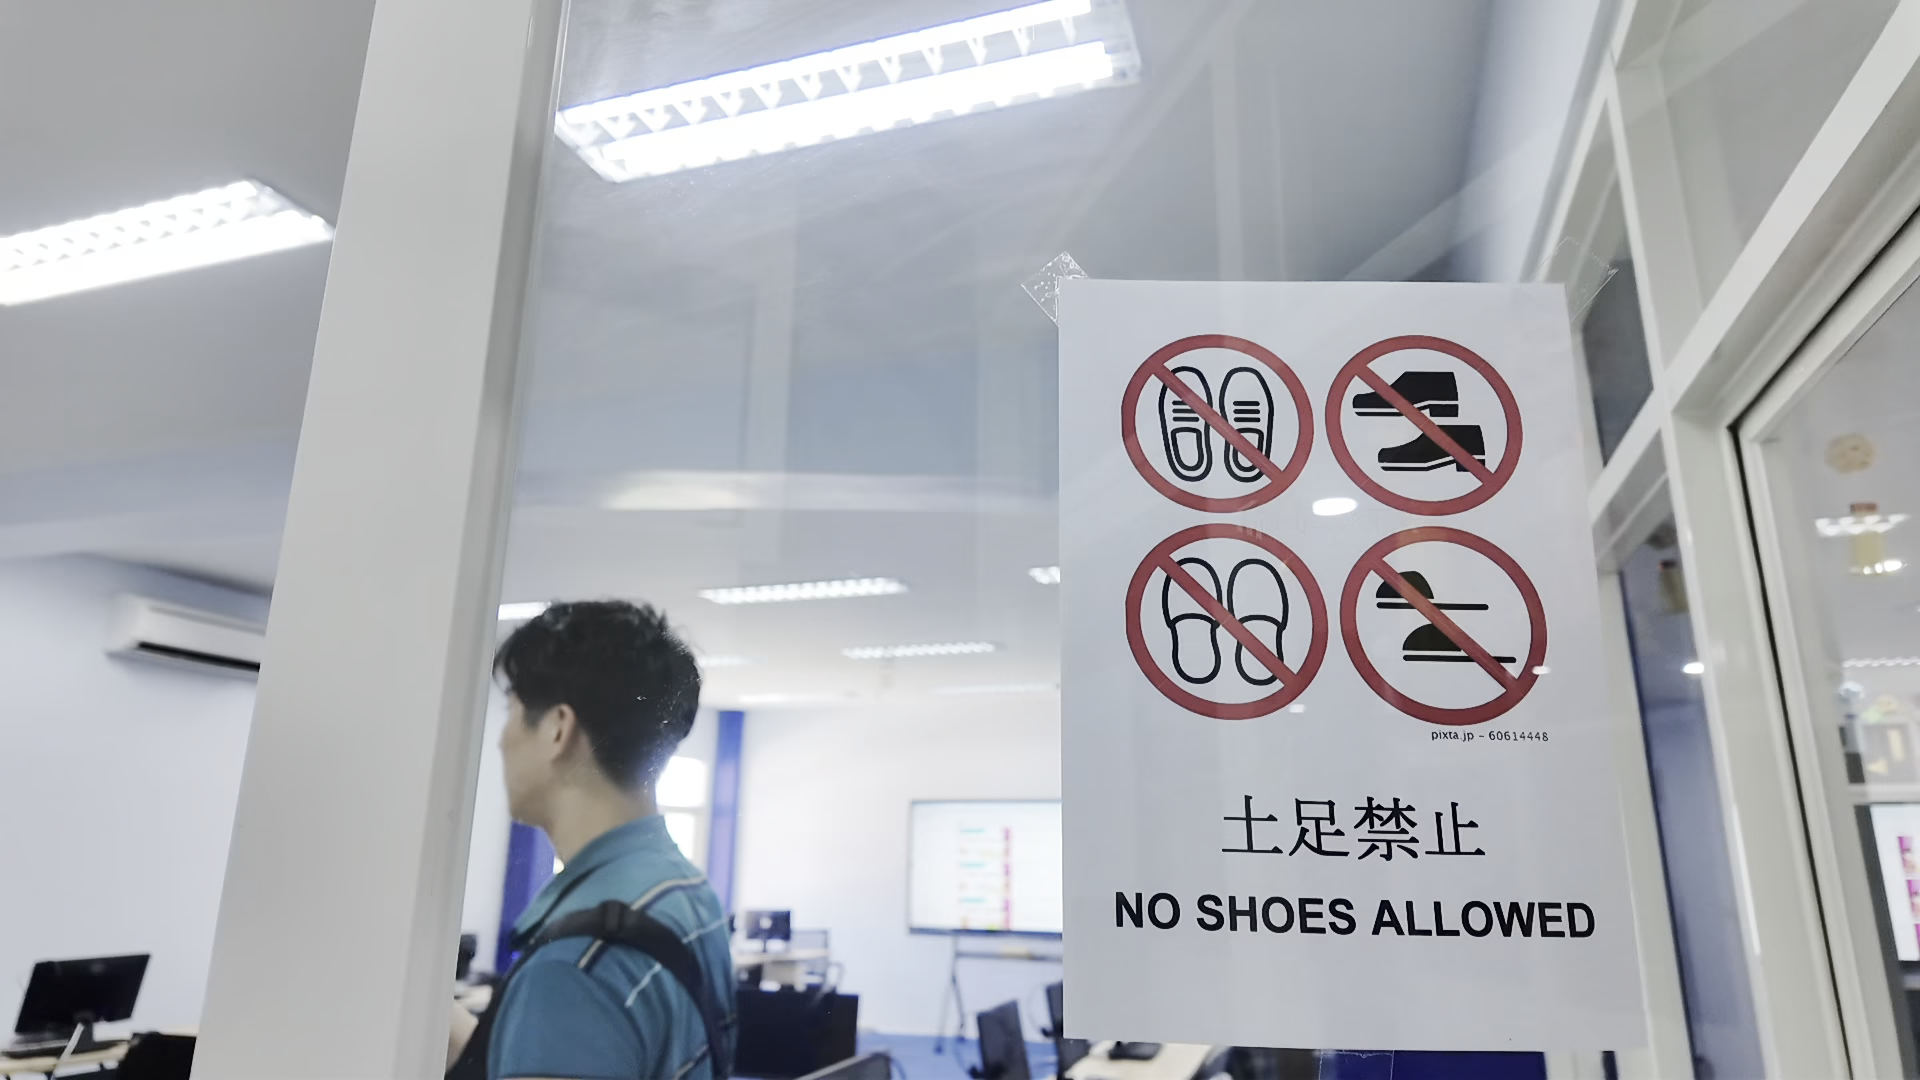 pixta.jp - 60614448
土足禁止
NO SHOES ALLOWED